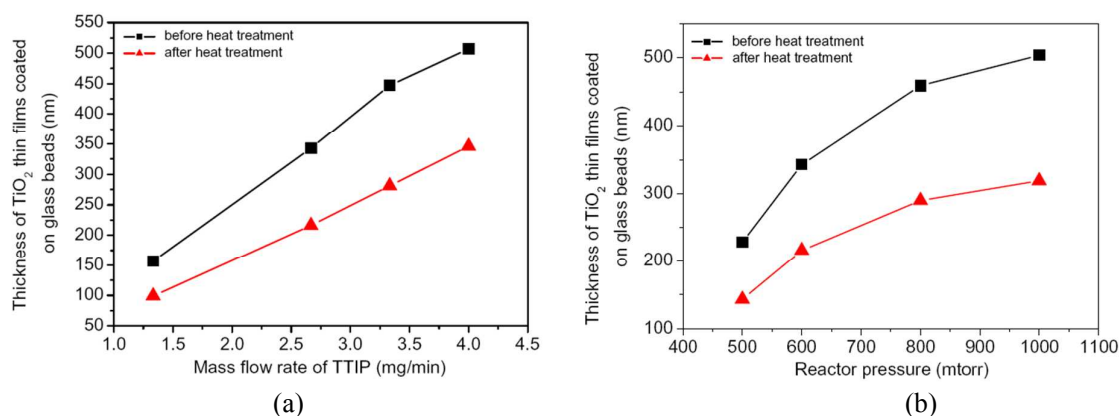 550
500
450
400
350
300
250
200
150
100
50
Thickness of TiO₂ thin films coated
on glass beads (nm)
before heat treatment
after heat treatment
1.0 1.5 2.0 2.5 3.0 3.5 4.0 4.5
Mass flow rate of TTIP (mg/min)
(a)
500
400
300
200
100
Thickness of TiO₂ thin films coated
on glass beads (nm)
before heat treatment
after heat treatment
400 500 600 700 800 900 1000 1100
Reactor pressure (mtorr)
(b)